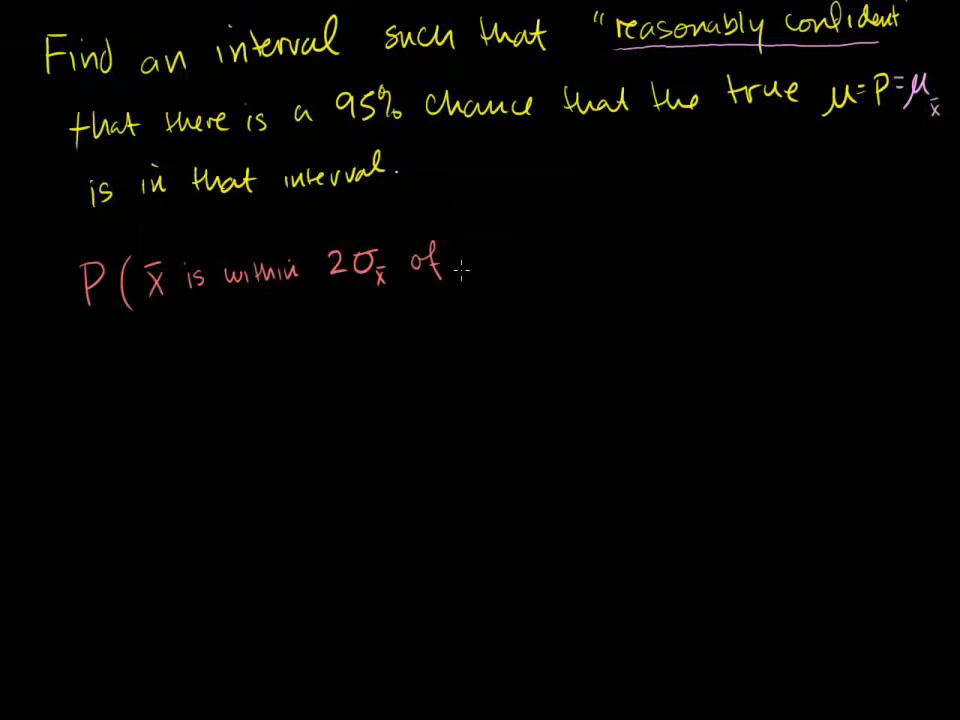 Find an interval such that "reasonably confident
that there is a 95% chance that the true μ=P=μx̄
is in that interval.
P(x̄ is within 2σx̄ of